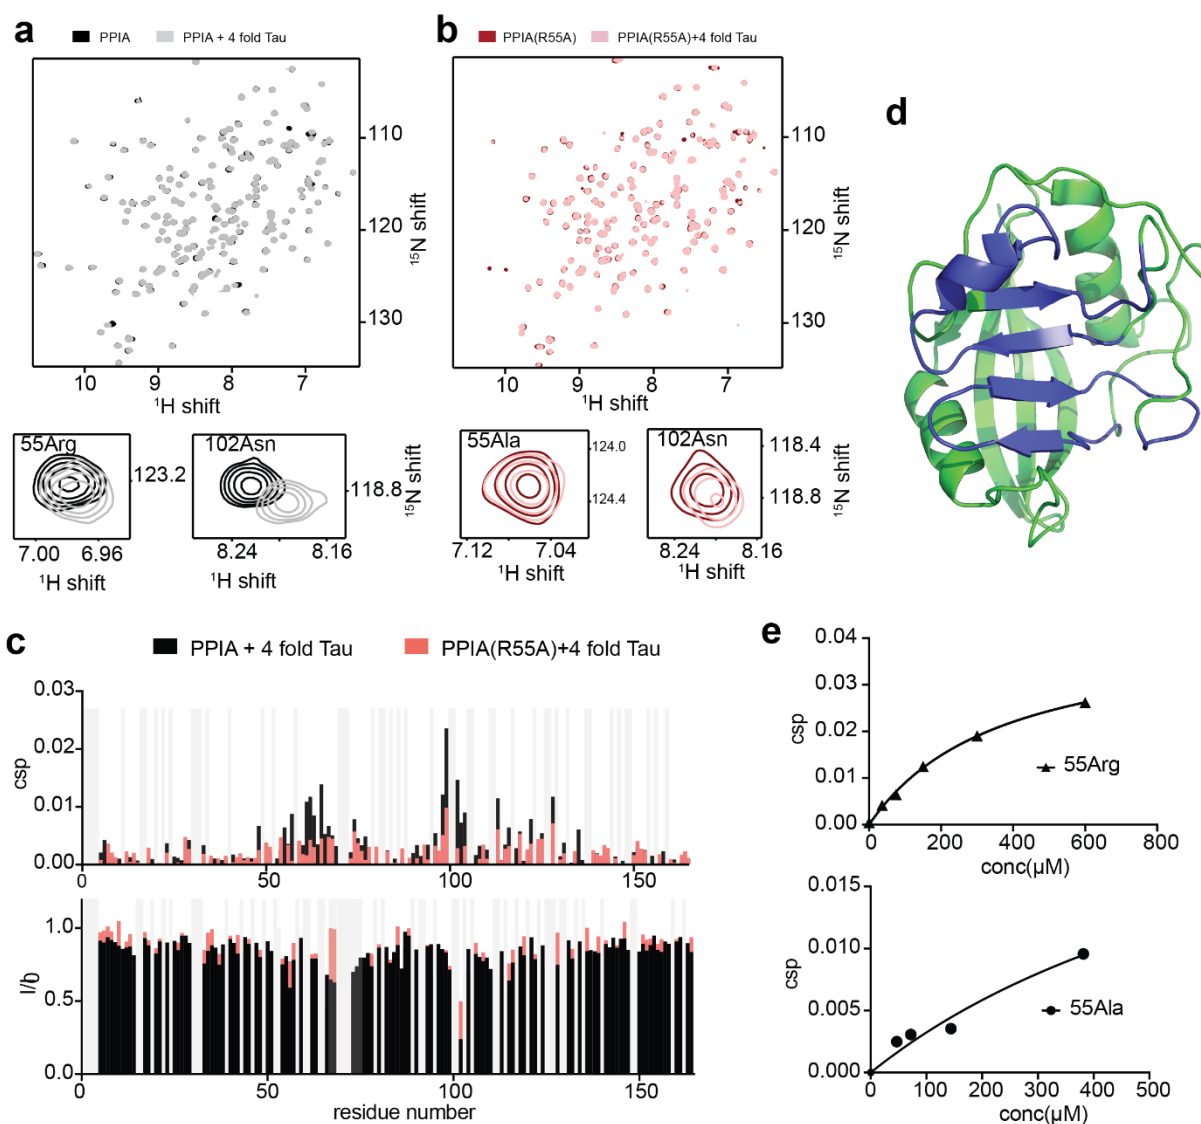 a
PPIA
PPIA + 4 fold Tau
110
120
130
¹⁵N shift
10 9 8 7
¹H shift
55Arg
123.2
7.00 6.96
¹H shift
102Asn
118.8
¹⁵N shift
8.24 8.16
¹H shift
b
PPIA(R55A)
PPIA(R55A)+4 fold Tau
110
120
130
¹⁵N shift
10 9 8 7
¹H shift
55Ala
124.0
124.4
7.12 7.04
¹H shift
102Asn
118.4
118.8
¹⁵N shift
8.24 8.16
¹H shift
d
c
PPIA + 4 fold Tau
PPIA(R55A)+4 fold Tau
0.03
0.02
0.01
0.00
csp
0 50 100 150
1.0
0.5
0.0
I/I0
0 50 100 150
residue number
e
0.04
0.03
0.02
0.01
0.00
csp
55Arg
0 200 400 600 800
conc(µM)
0.015
0.010
0.005
0.000
csp
55Ala
0 100 200 300 400 500
conc(µM)